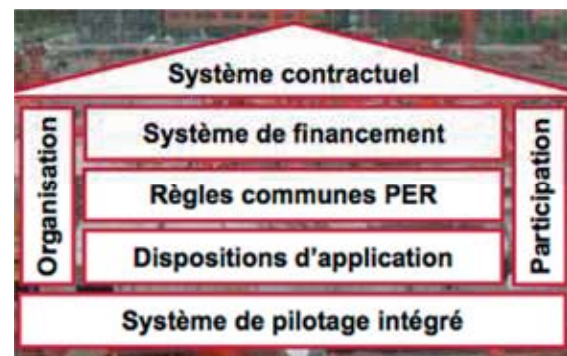 Système contractuel
Organisation
Système de financement
Règles communes PER
Dispositions d'application
Participation
Système de pilotage intégré